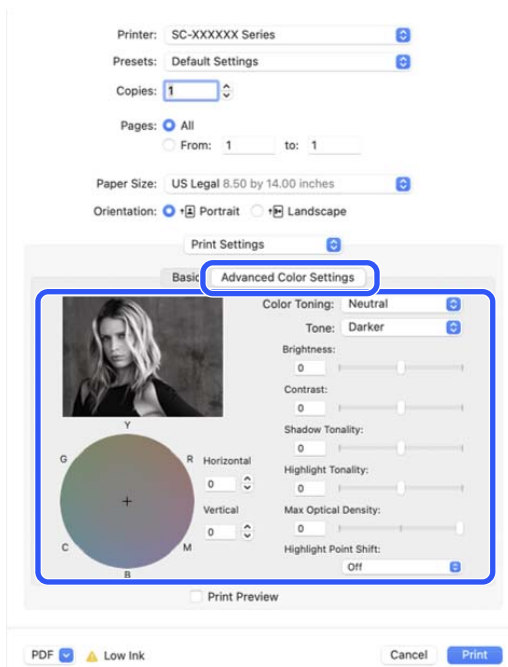 Printer: SC-XXXXXX Series
Presets: Default Settings
Copies: 1
Pages: All
From: 1 to: 1
Paper Size: US Legal 8.50 by 14.00 inches
Orientation: Portrait Landscape
Print Settings
Basic Advanced Color Settings
Color Toning: Neutral
Tone: Darker
Brightness:
0
Contrast:
0
Shadow Tonality:
0
Highlight Tonality:
0
Max Optical Density:
0
Highlight Point Shift:
Off
Y
G R
C M
B
Horizontal
0
Vertical
0
Print Preview
PDF Low Ink Cancel Print